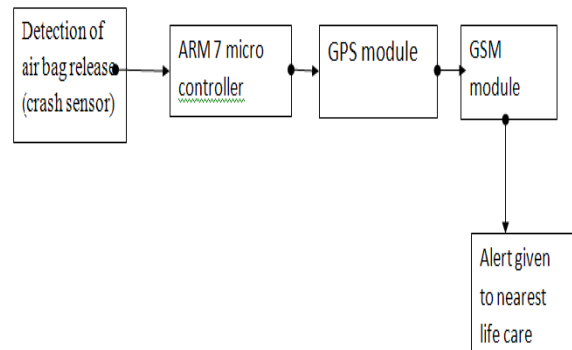 Detection of
air bag release
(crash sensor)
ARM 7 micro
controller
GPS module
GSM
module
Alert given
to nearest
life care